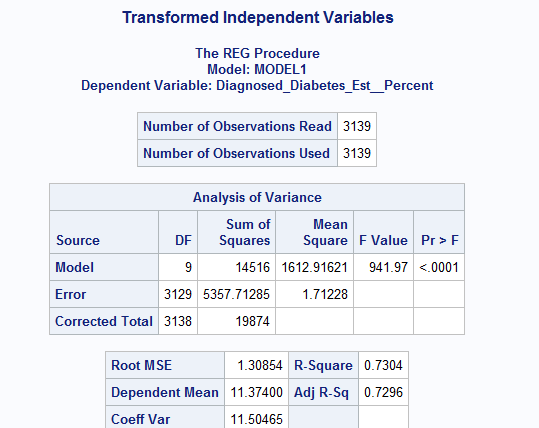 Transformed Independent Variables
The REG Procedure
Model: MODEL1
Dependent Variable: Diagnosed_Diabetes_Est__Percent
Number of Observations Read 3139
Number of Observations Used 3139
Analysis of Variance
Source DF Sum of Squares Mean Square F Value Pr > F
Model 9 14516 1612.91621 941.97 <.0001
Error 3129 5357.71285 1.71228
Corrected Total 3138 19874
Root MSE 1.30854 R-Square 0.7304
Dependent Mean 11.37400 Adj R-Sq 0.7296
Coeff Var 11.50465